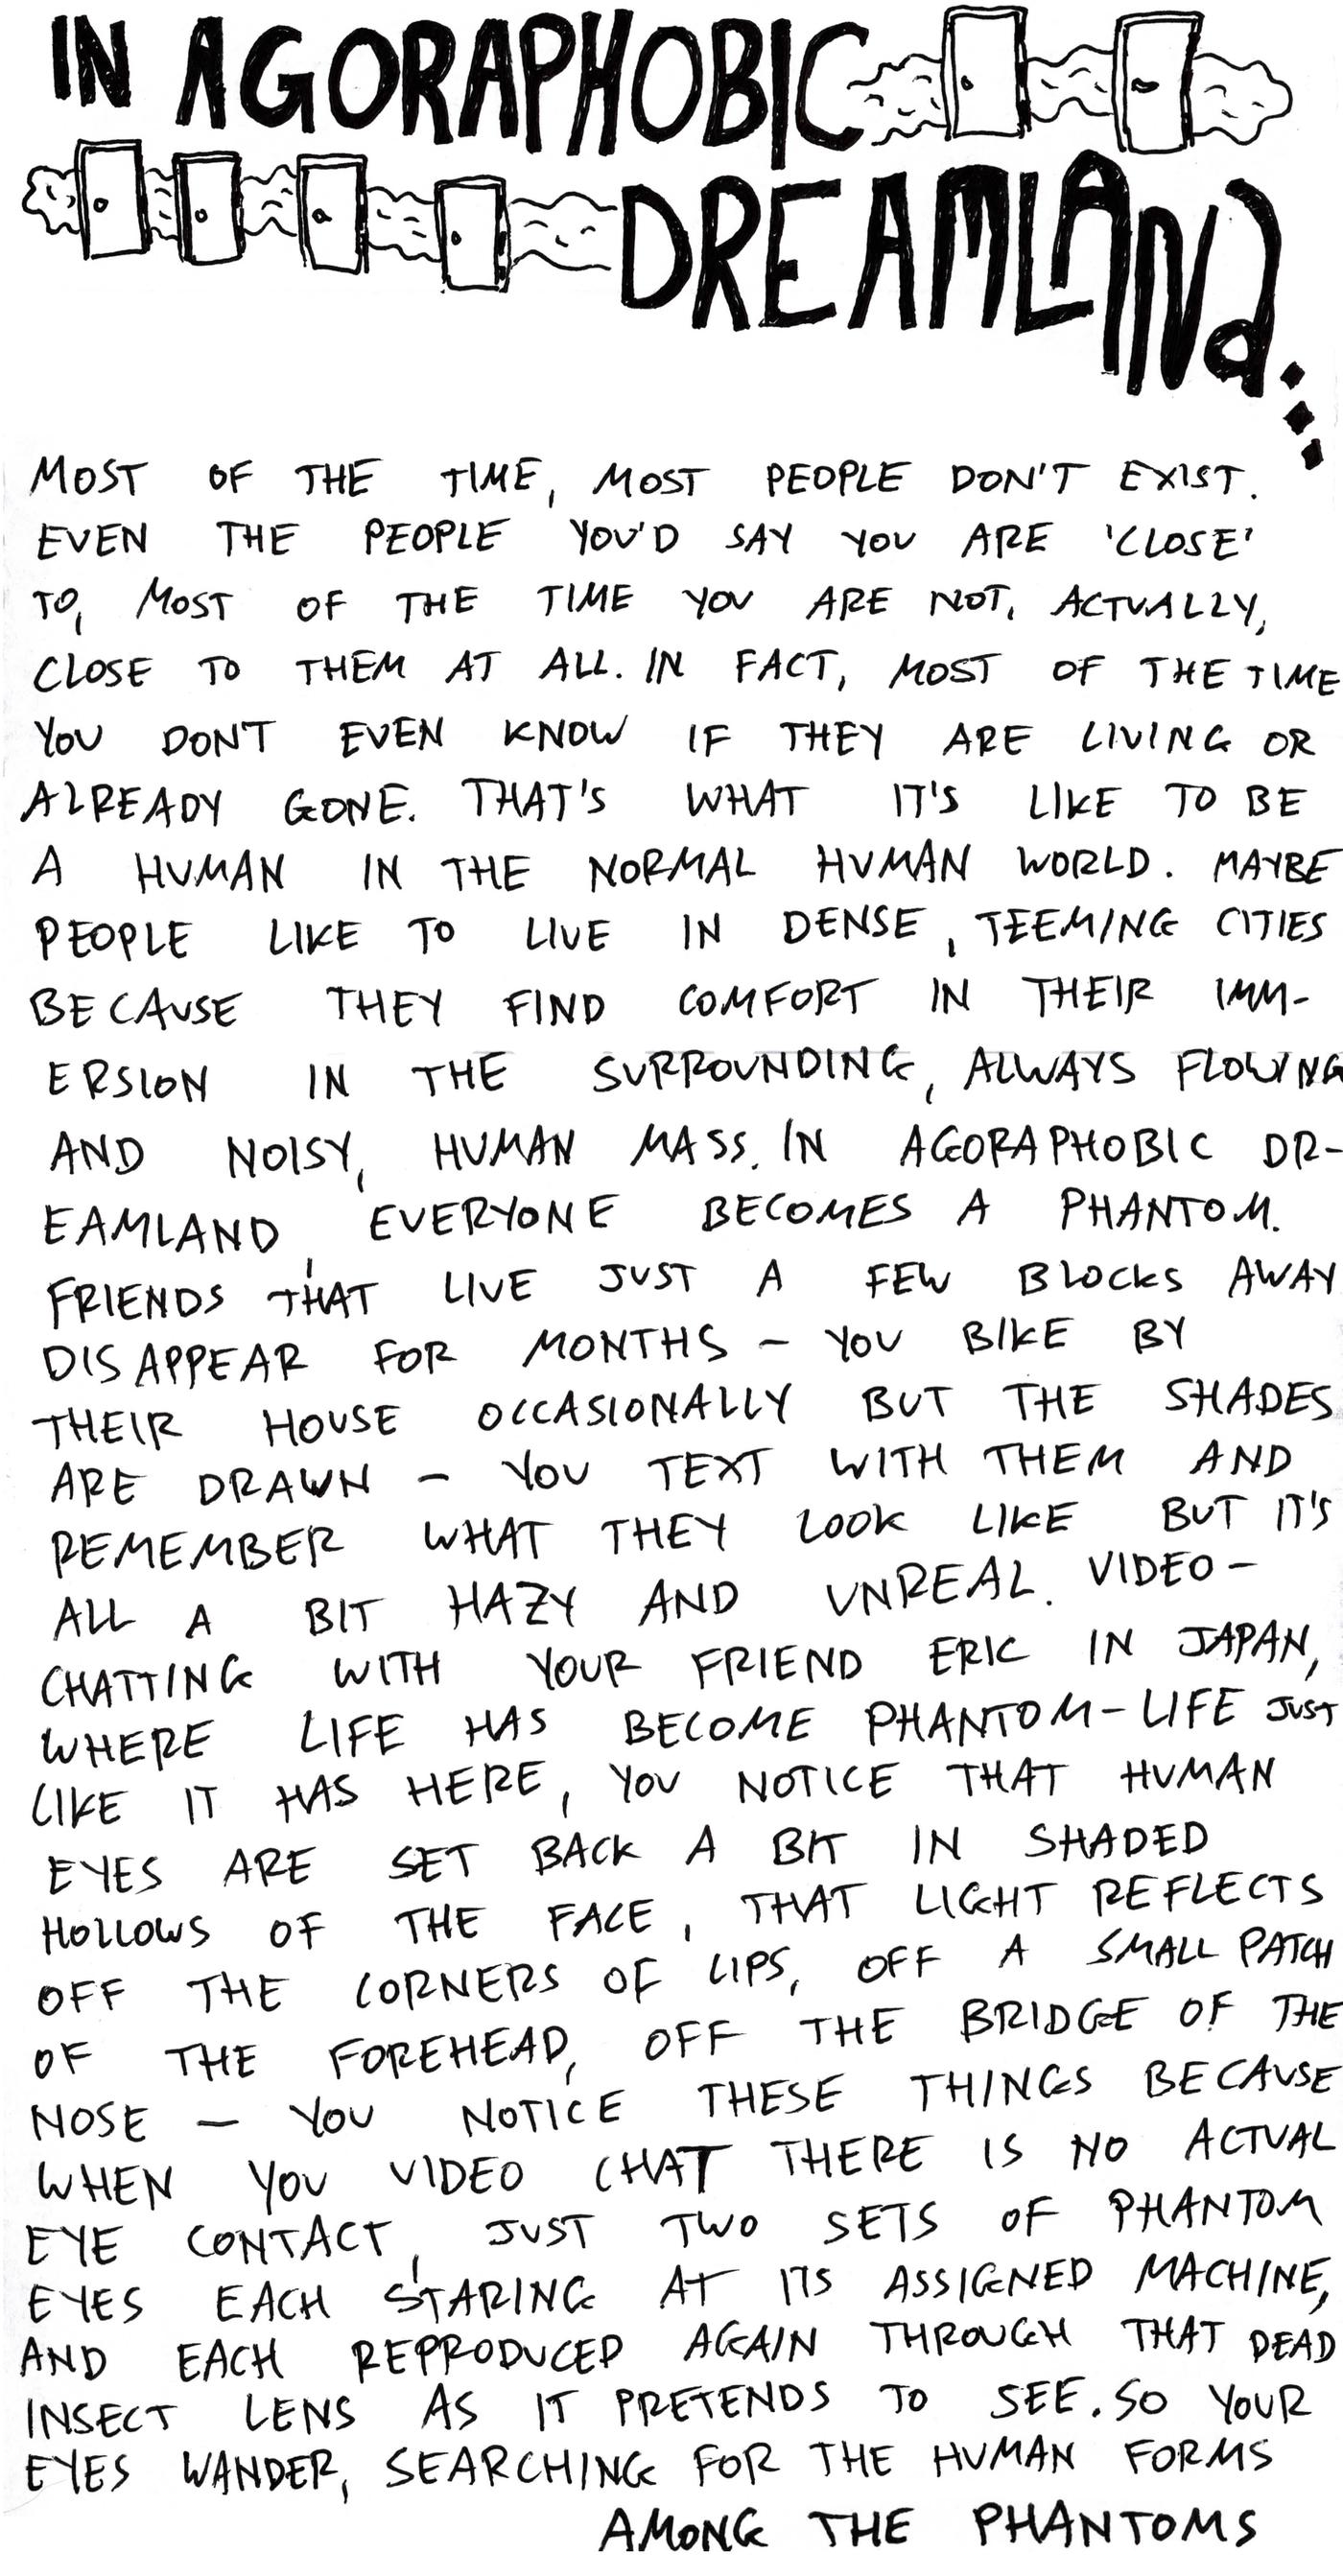 IN AGORAPHOBIC
DREAMLANd...
MOST OF THE TIME, MOST PEOPLE DON'T EXIST.
EVEN THE PEOPLE YOU'D SAY YOU ARE 'CLOSE'
TO, MOST OF THE TIME YOU ARE NOT, ACTUALLY,
CLOSE TO THEM AT ALL. IN FACT, MOST OF THE TIME
YOU DON'T EVEN KNOW IF THEY ARE LIVING OR
ALREADY GONE. THAT'S WHAT IT'S LIKE TO BE
A HUMAN IN THE NORMAL HUMAN WORLD. MAYBE
PEOPLE LIKE TO LIVE IN DENSE, TEEMING CITIES
BECAUSE THEY FIND COMFORT IN THEIR IMM-
ERSION IN THE SURROUNDING, ALWAYS FLOWING
AND NOISY, HUMAN MASS. IN AGORAPHOBIC DR-
EAMLAND, EVERYONE BECOMES A PHANTOM.
FRIENDS THAT LIVE JUST A FEW BLOCKS AWAY
DISAPPEAR FOR MONTHS – YOU BIKE BY
THEIR HOUSE OCCASIONALLY BUT THE SHADES
ARE DRAWN – YOU TEXT WITH THEM AND
REMEMBER WHAT THEY LOOK LIKE BUT IT'S
ALL A BIT HAZY AND UNREAL. VIDEO-
CHATTING WITH YOUR FRIEND ERIC IN JAPAN,
WHERE LIFE HAS BECOME PHANTOM-LIFE JUST
LIKE IT HAS HERE, YOU NOTICE THAT HUMAN
EYES ARE SET BACK A BIT IN SHADED
HOLLOWS OF THE FACE, THAT LIGHT REFLECTS
OFF THE CORNERS OF LIPS, OFF A SMALL PATCH
OF THE FOREHEAD, OFF THE BRIDGE OF THE
NOSE – YOU NOTICE THESE THINGS BECAUSE
WHEN YOU VIDEO CHAT THERE IS NO ACTUAL
EYE CONTACT, JUST TWO SETS OF PHANTOM
EYES EACH STARING AT ITS ASSIGNED MACHINE,
AND EACH REPRODUCED AGAIN THROUGH THAT DEAD
INSECT LENS AS IT PRETENDS TO SEE. SO YOUR
EYES WANDER, SEARCHING FOR THE HUMAN FORMS
AMONG THE PHANTOMS